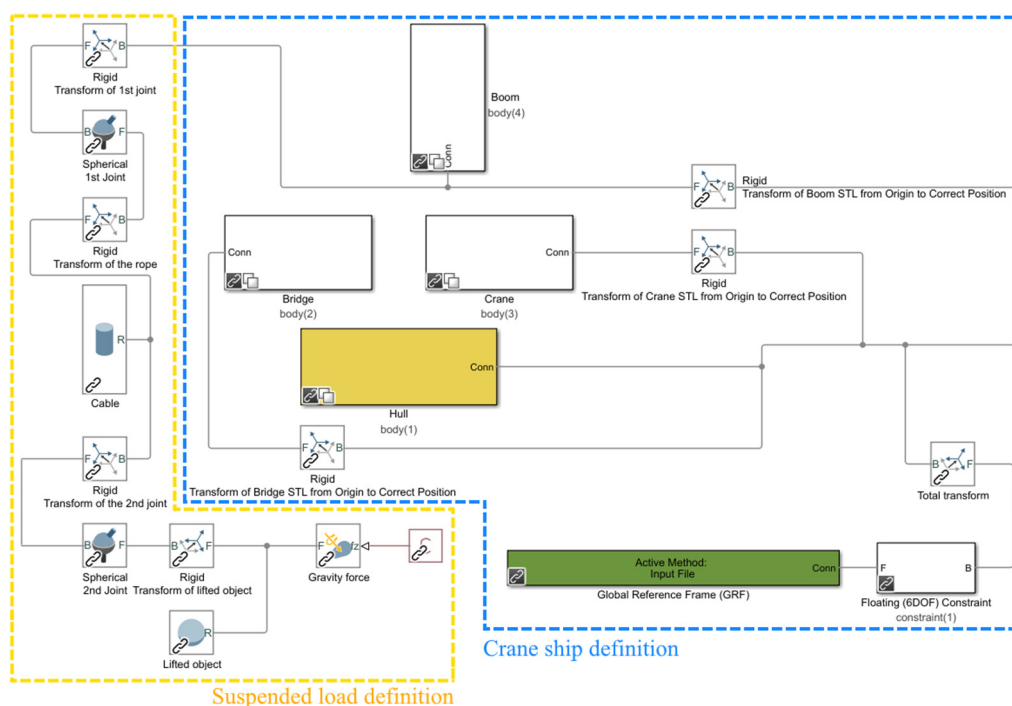 F B
Rigid
Transform of 1st joint
B F
Spherical
1st Joint
F B
Rigid
Transform of the rope
R
Cable
F B
Rigid
Transform of the 2nd joint
B F
Spherical
2nd Joint
B F
Rigid
Transform of lifted object
F fz
Gravity force
R
Lifted object
Suspended load definition
Conn
Boom
body(4)
F B
Rigid
Transform of Boom STL from Origin to Correct Position
Conn
Bridge
body(2)
Conn
Crane
body(3)
F B
Rigid
Transform of Crane STL from Origin to Correct Position
Conn
Hull
body(1)
F B
Rigid
Transform of Bridge STL from Origin to Correct Position
B F
Total transform
Active Method:
Input File
Conn
Global Reference Frame (GRF)
F B
Floating (6DOF) Constraint
constraint(1)
Crane ship definition